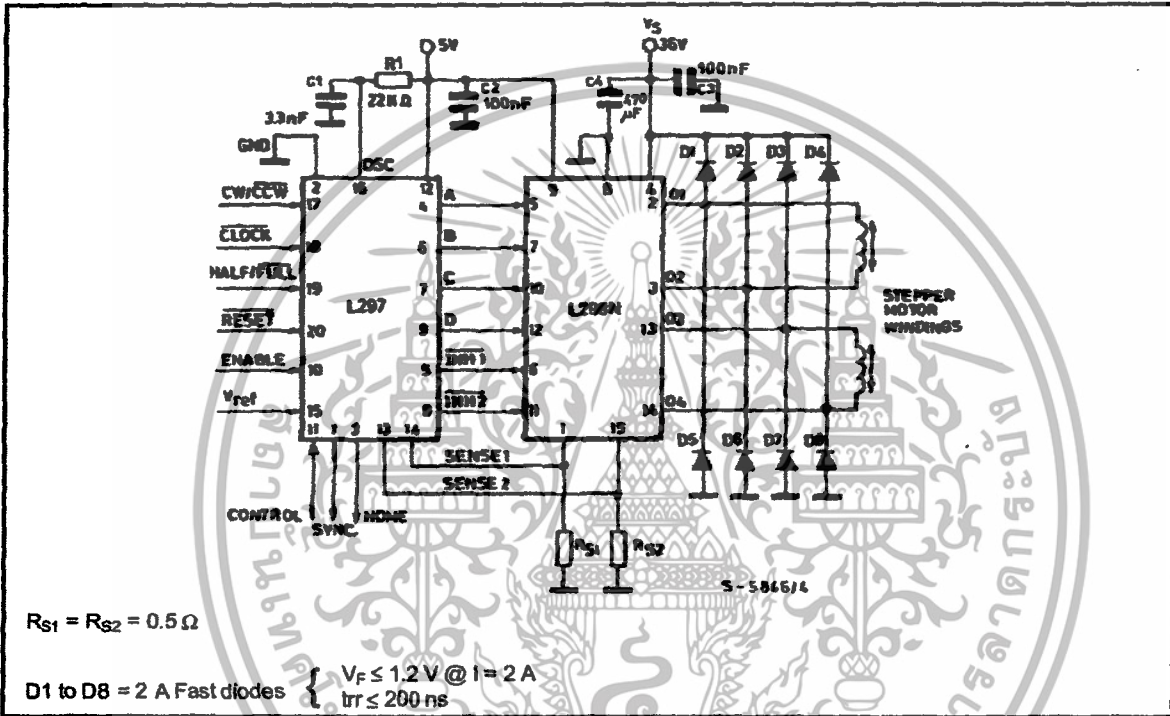 VS
5V
36V
R1
C1
22KΩ
C2
100nF
C4
470
µF
100nF
C3
3.3nF
GND
OSC
D1 D2 D3 D4
2 16 12
9 8 4
CW/CCW 17
4 A 5
2 O1
CLOCK 18
6 B 7
HALF/FULL 19
7 C 10
3 O2
L297
L298N
STEPPER
MOTOR
WINDINGS
RESET 20
9 D 12
13 O3
ENABLE 10
5 INH1 6
Vref 15
8 INH2 11
14 O4
11 1 3 13 14
1 15
D5 D6 D7 D8
SENSE1
SENSE 2
CONTROL SYNC. HOME
RS1 RS2
S-5846/4
RS1 = RS2 = 0.5 Ω
VF ≤ 1.2 V @ I = 2 A
D1 to D8 = 2 A Fast diodes {
trr ≤ 200 ns